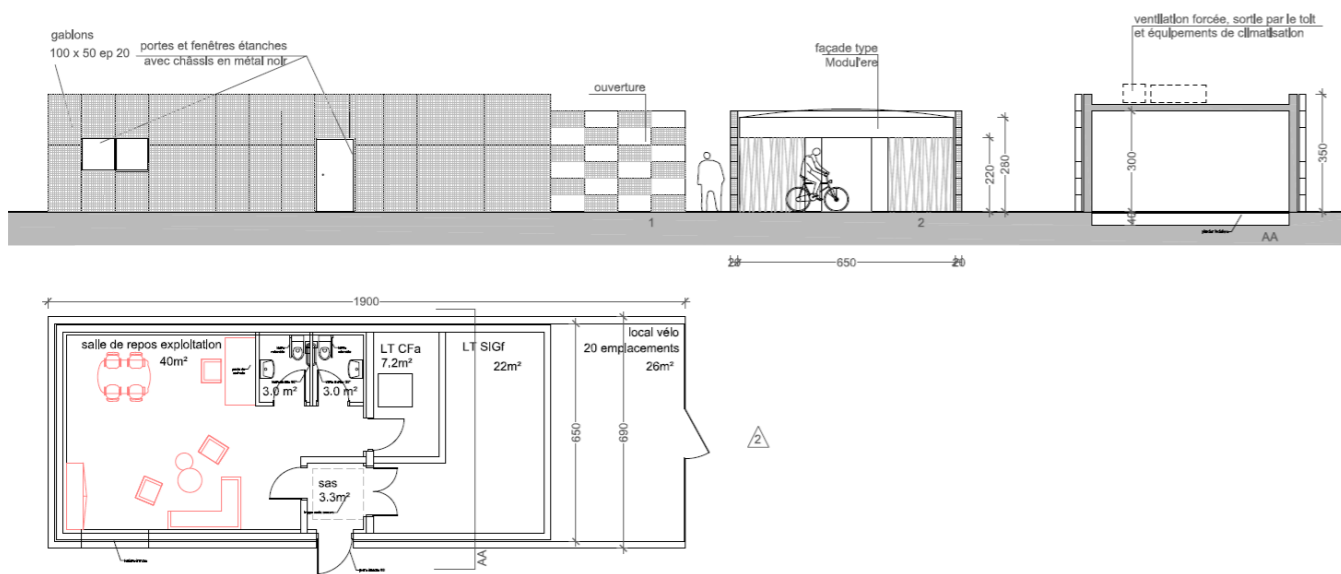 gabions
100 x 50 ep 20
portes et fenêtres étanches
avec châssis en métal noir
ouverture
façade type
Modul'ere
ventilation forcée, sortie par le toit
et équipements de climatisation
220
280
300
350
40
1
2
AA
20
650
20
1900
salle de repos exploitation
40m²
3.0 m²
3.0 m²
LT CFa
7,2m²
LT SIGf
22m²
local vélo
20 emplacements
26m²
650
690
2
sas
3.3m²
AA